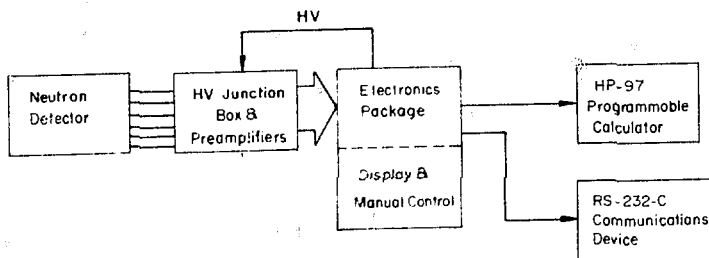 HV
Neutron
Detector
HV Junction
Box &
Preamplifiers
Electronics
Package
Display &
Manual Control
HP-97
Programmable
Calculator
RS-232-C
Communications
Device